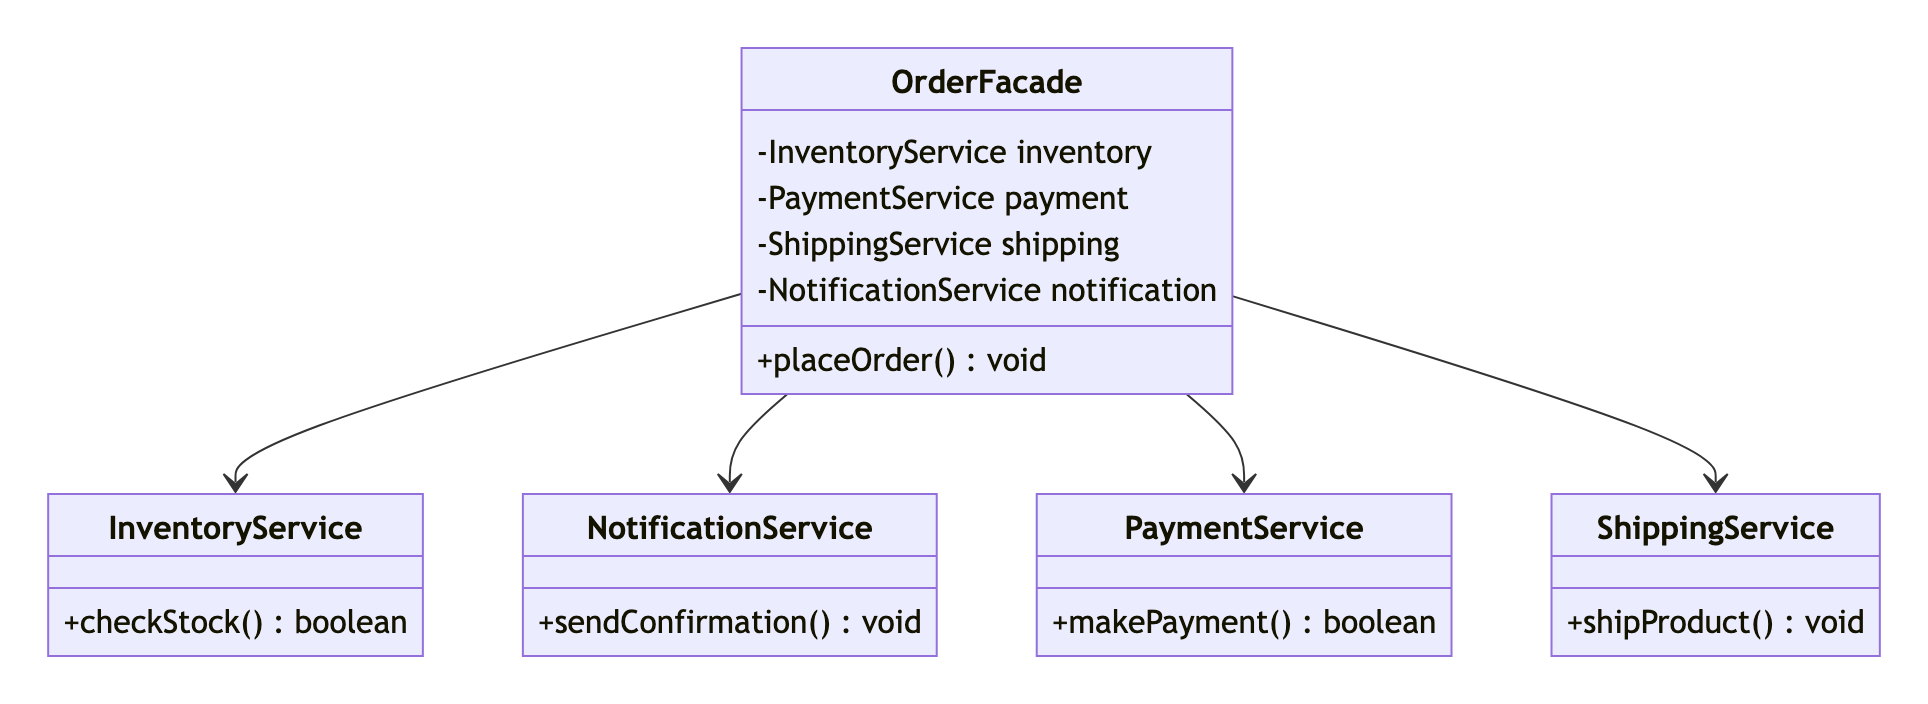 OrderFacade
-InventoryService inventory
-PaymentService payment
-ShippingService shipping
-NotificationService notification
+placeOrder() : void
InventoryService
+checkStock() : boolean
NotificationService
+sendConfirmation() : void
PaymentService
+makePayment() : boolean
ShippingService
+shipProduct() : void